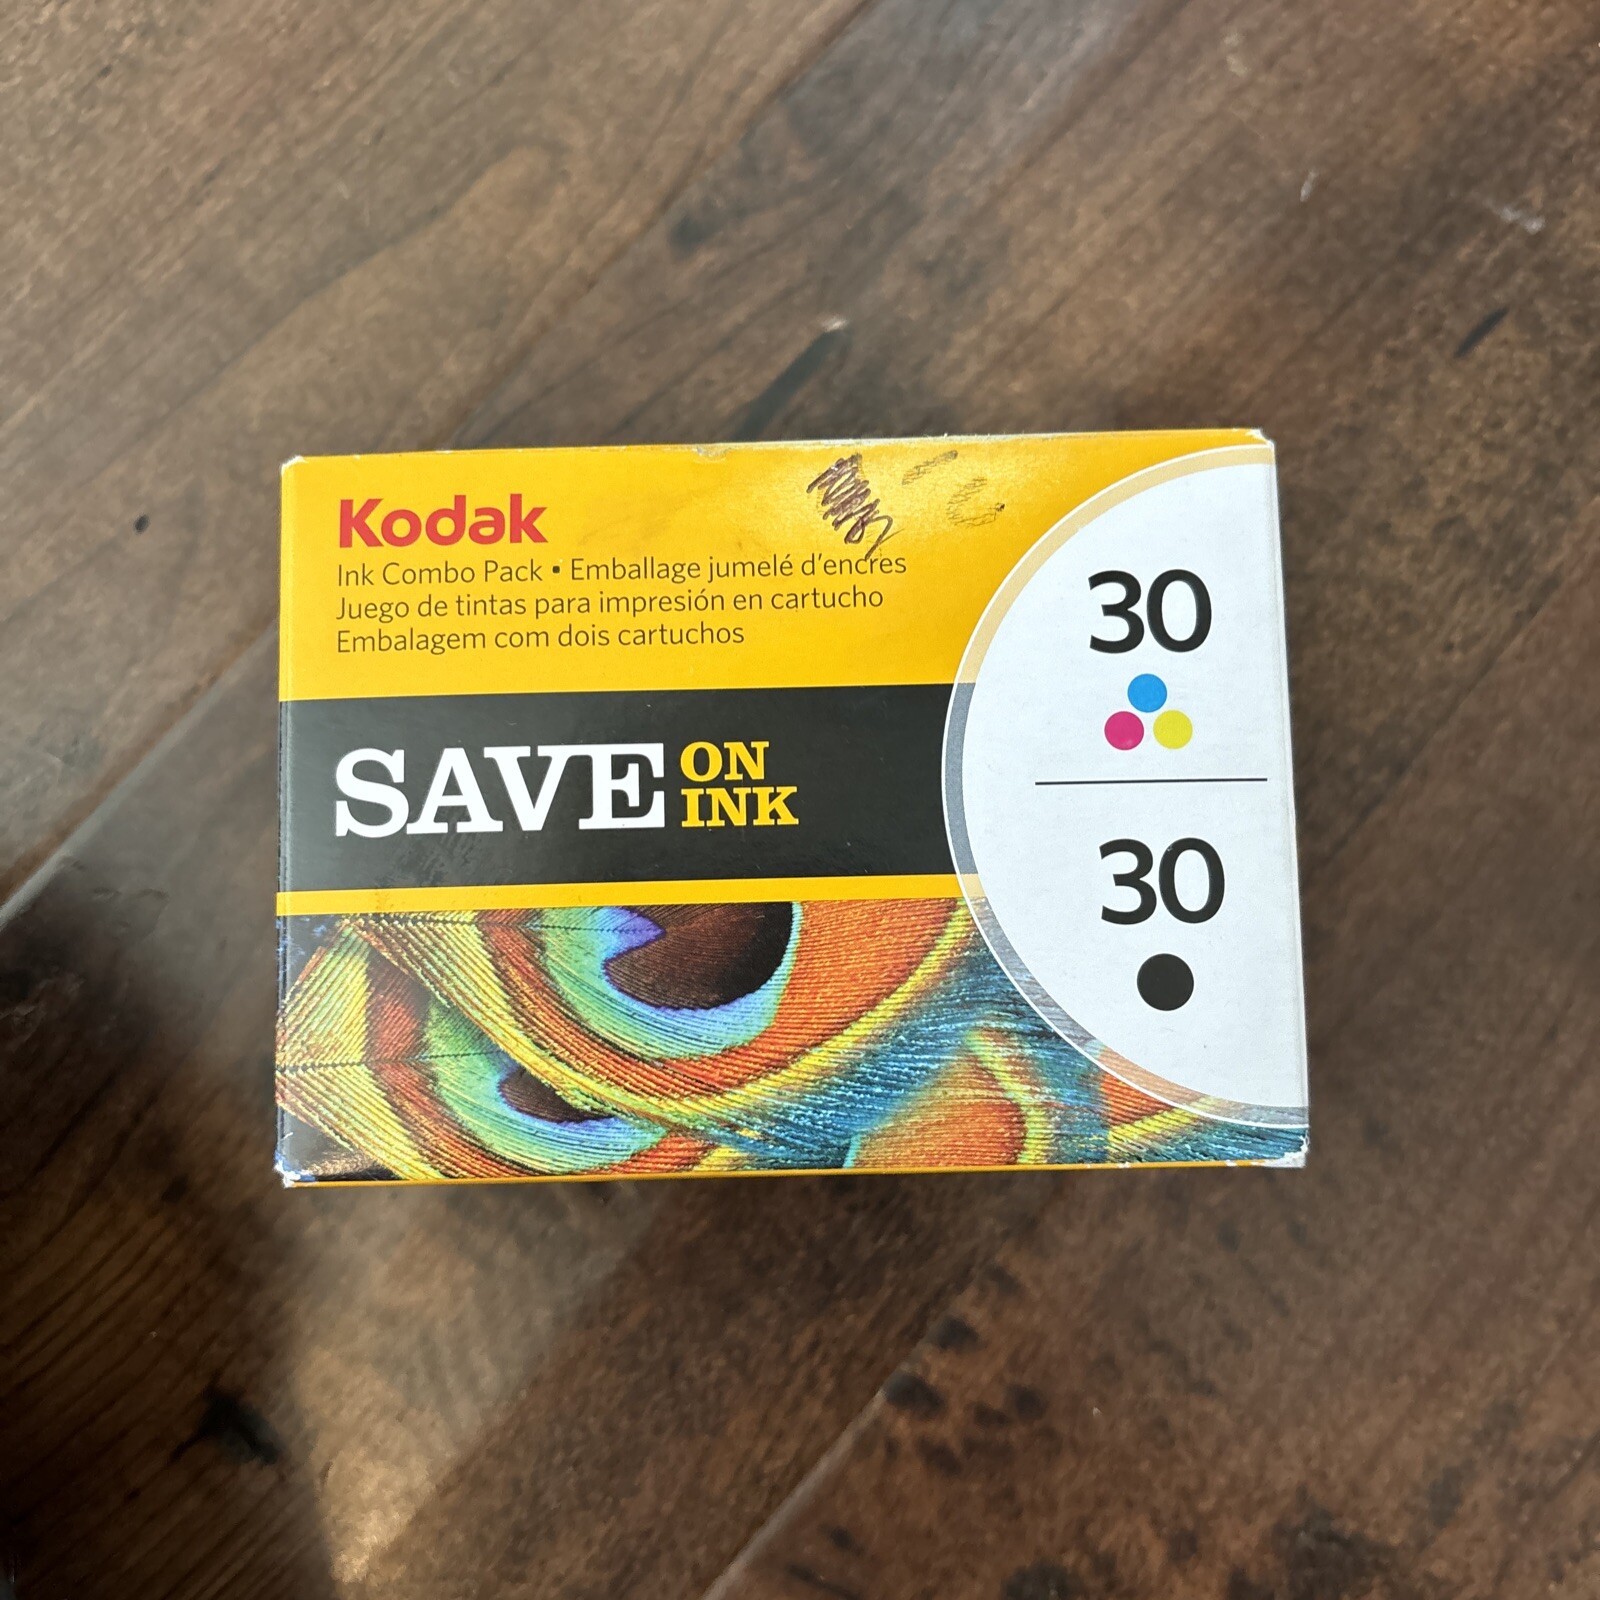 Kodak
Ink Combo Pack • Emballage jumelé d'encres
Juego de tintas para impresión en cartucho
Embalagem com dois cartuchos
SAVE ON INK
30
30